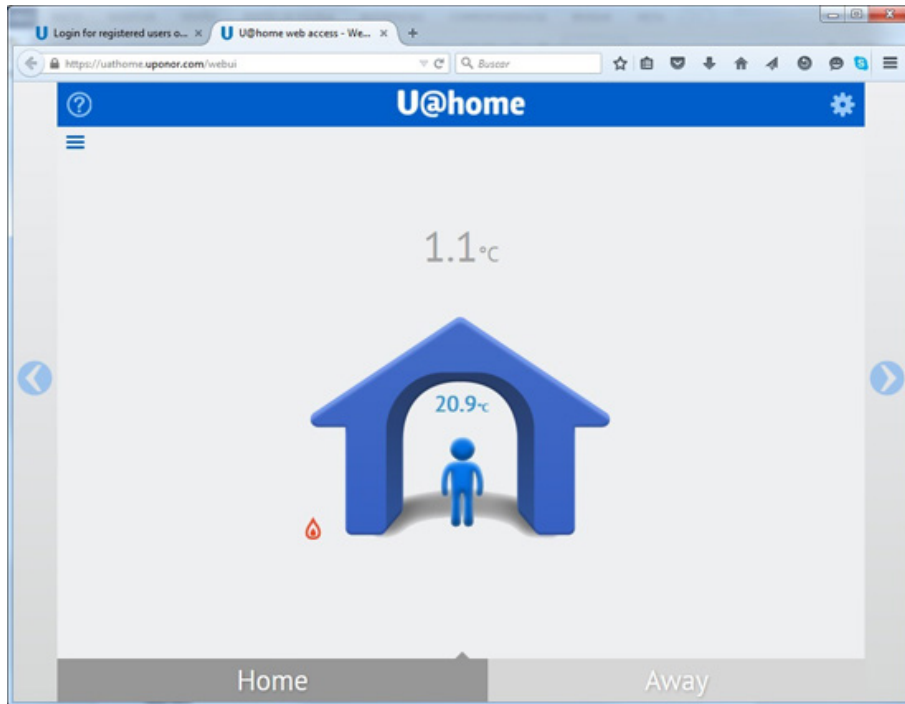 Login for registered users o...
U@home web access - We...
https://uathome.uponor.com/webui
Buscar
U@home
1.1°C
20.9°C
Home
Away